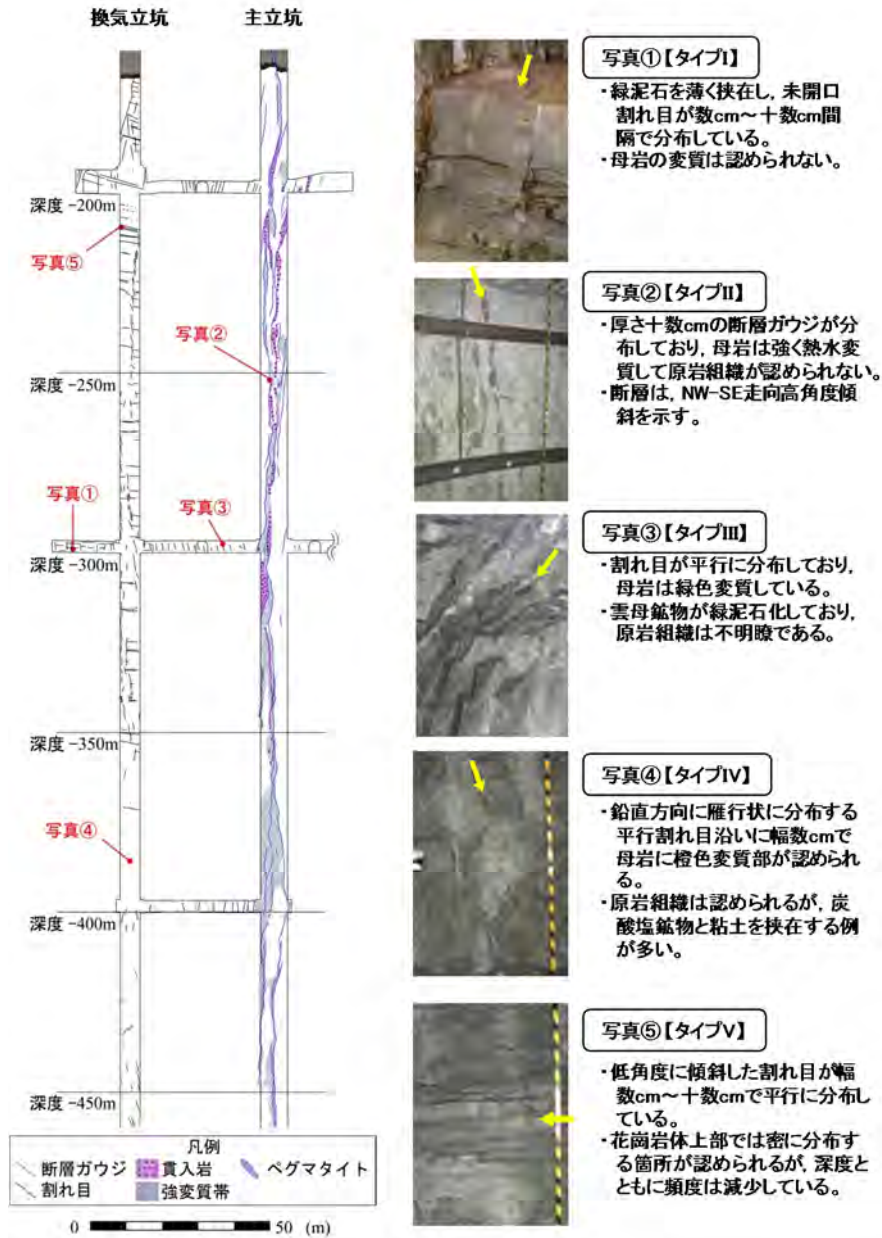 換気立坑
主立坑
深度 -200m
写真⑤
写真②
深度 -250m
写真①
写真③
深度 -300m
深度 -350m
写真④
深度 -400m
深度 -450m
凡例
断層ガウジ
貫入岩
ペグマタイト
割れ目
強変質帯
0
50
(m)
写真①【タイプI】
・緑泥石を薄く挟在し，未開口
割れ目が数cm～十数cm間
隔で分布している。
・母岩の変質は認められない。
写真②【タイプII】
・厚さ十数cmの断層ガウジが分
布しており，母岩は強く熱水変
質して原岩組織が認められない。
・断層は，NW-SE走向高角度傾
斜を示す。
写真③【タイプIII】
・割れ目が平行に分布しており，
母岩は緑色変質している。
・雲母鉱物が緑泥石化しており，
原岩組織は不明瞭である。
写真④【タイプIV】
・鉛直方向に雁行状に分布する
平行割れ目沿いに幅数cmで
母岩に橙色変質部が認められ
る。
・原岩組織は認められるが，炭
酸塩鉱物と粘土を挟在する例
が多い。
写真⑤【タイプV】
・低角度に傾斜した割れ目が幅
数cm～十数cmで平行に分布し
ている。
・花崗岩体上部では密に分布す
る箇所が認められるが，深度と
ともに頻度は減少している。